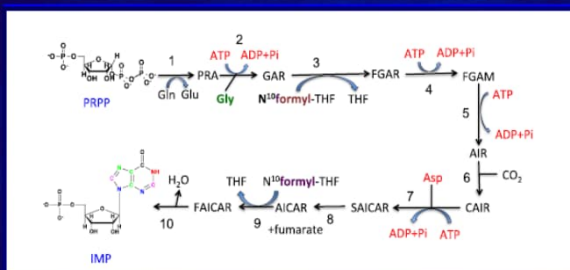 1
2
ATP ADP+Pi
3
PRPP
PRA
GAR
FGAR
Gln Glu
Gly
N10formyl-THF THF
ATP ADP+Pi
4
FGAM
5
ATP
ADP+Pi
AIR
6
CO2
CAIR
Asp
7
ADP+Pi ATP
SAICAR
8
AICAR
+fumarate
THF N10formyl-THF
9
FAICAR
H2O
10
IMP